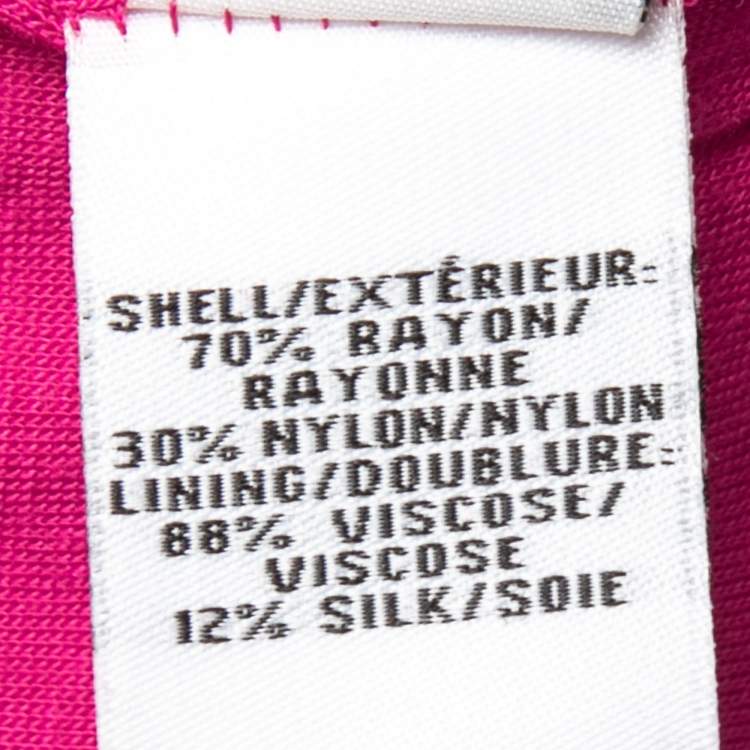 SHELL/EXTÉRIEUR:
70% RAYON/
RAYONNE
30% NYLON/NYLON
LINING/DOUBLURE:
88% VISCOSE/
VISCOSE
12% SILK/SOIE